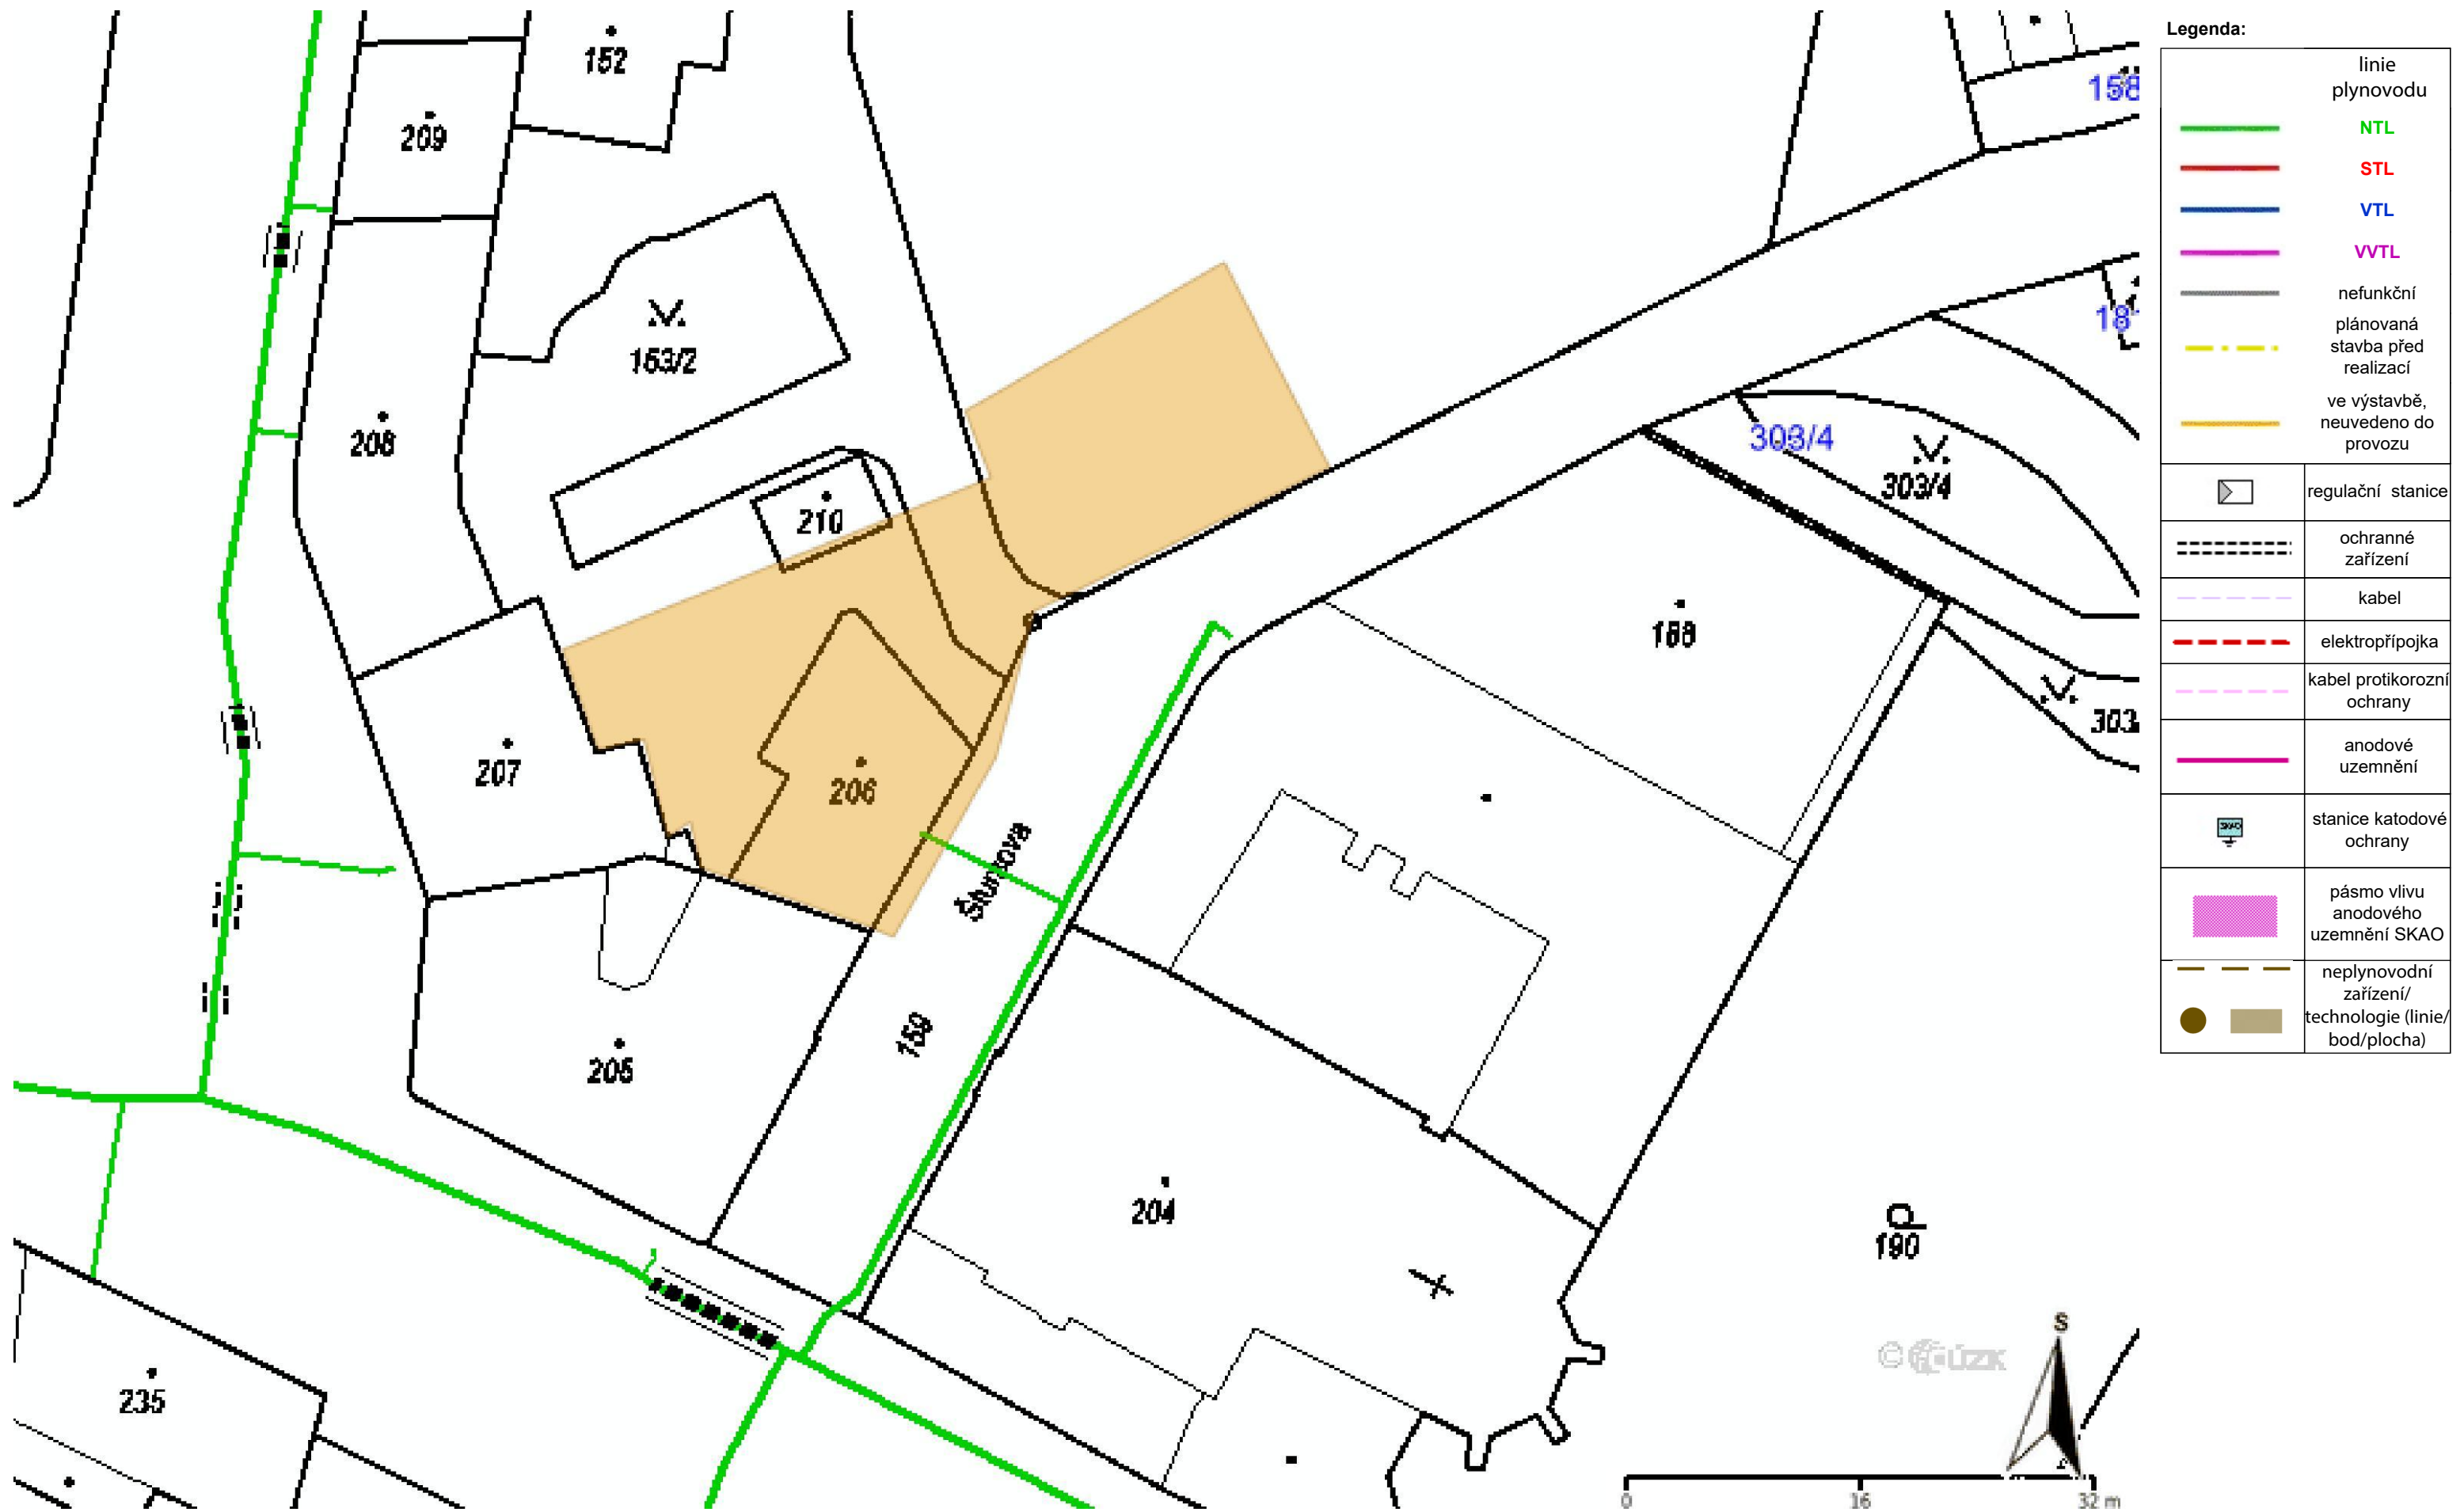 152
209
153/2
208
210
207
206
Šturmova
205
159
204
188
158
303/4
303/4
190
235
S
0 16 32 m
Legenda:
linie
plynovodu
NTL
STL
VTL
VVTL
nefunkční
plánovaná
stavba před
realizací
ve výstavbě,
neuvedeno do
provozu
regulační stanice
ochranné
zařízení
kabel
elektropřípojka
kabel protikorozní
ochrany
anodové
uzemnění
SKAO
stanice katodové
ochrany
pásmo vlivu
anodového
uzemnění SKAO
neplynovodní
zařízení/
technologie (linie/
bod/plocha)